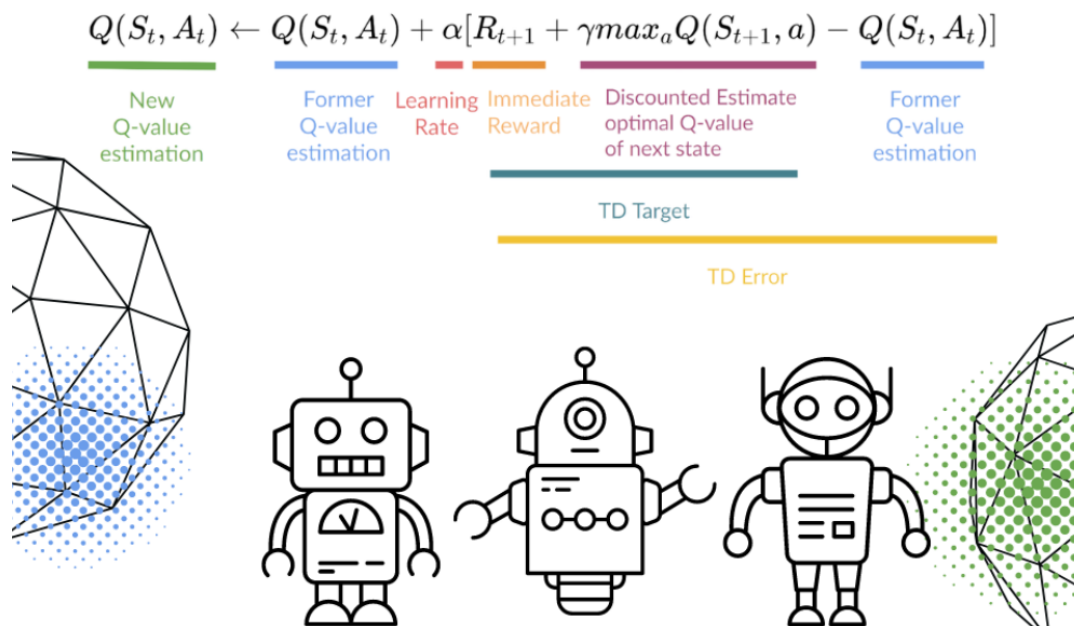 Q(S_t, A_t) ← Q(S_t, A_t) + α[R_{t+1} + γmax_aQ(S_{t+1}, a) − Q(S_t, A_t)]
New
Q-value
estimation
Former
Q-value
estimation
Learning
Rate
Immediate
Reward
Discounted Estimate
optimal Q-value
of next state
Former
Q-value
estimation
TD Target
TD Error